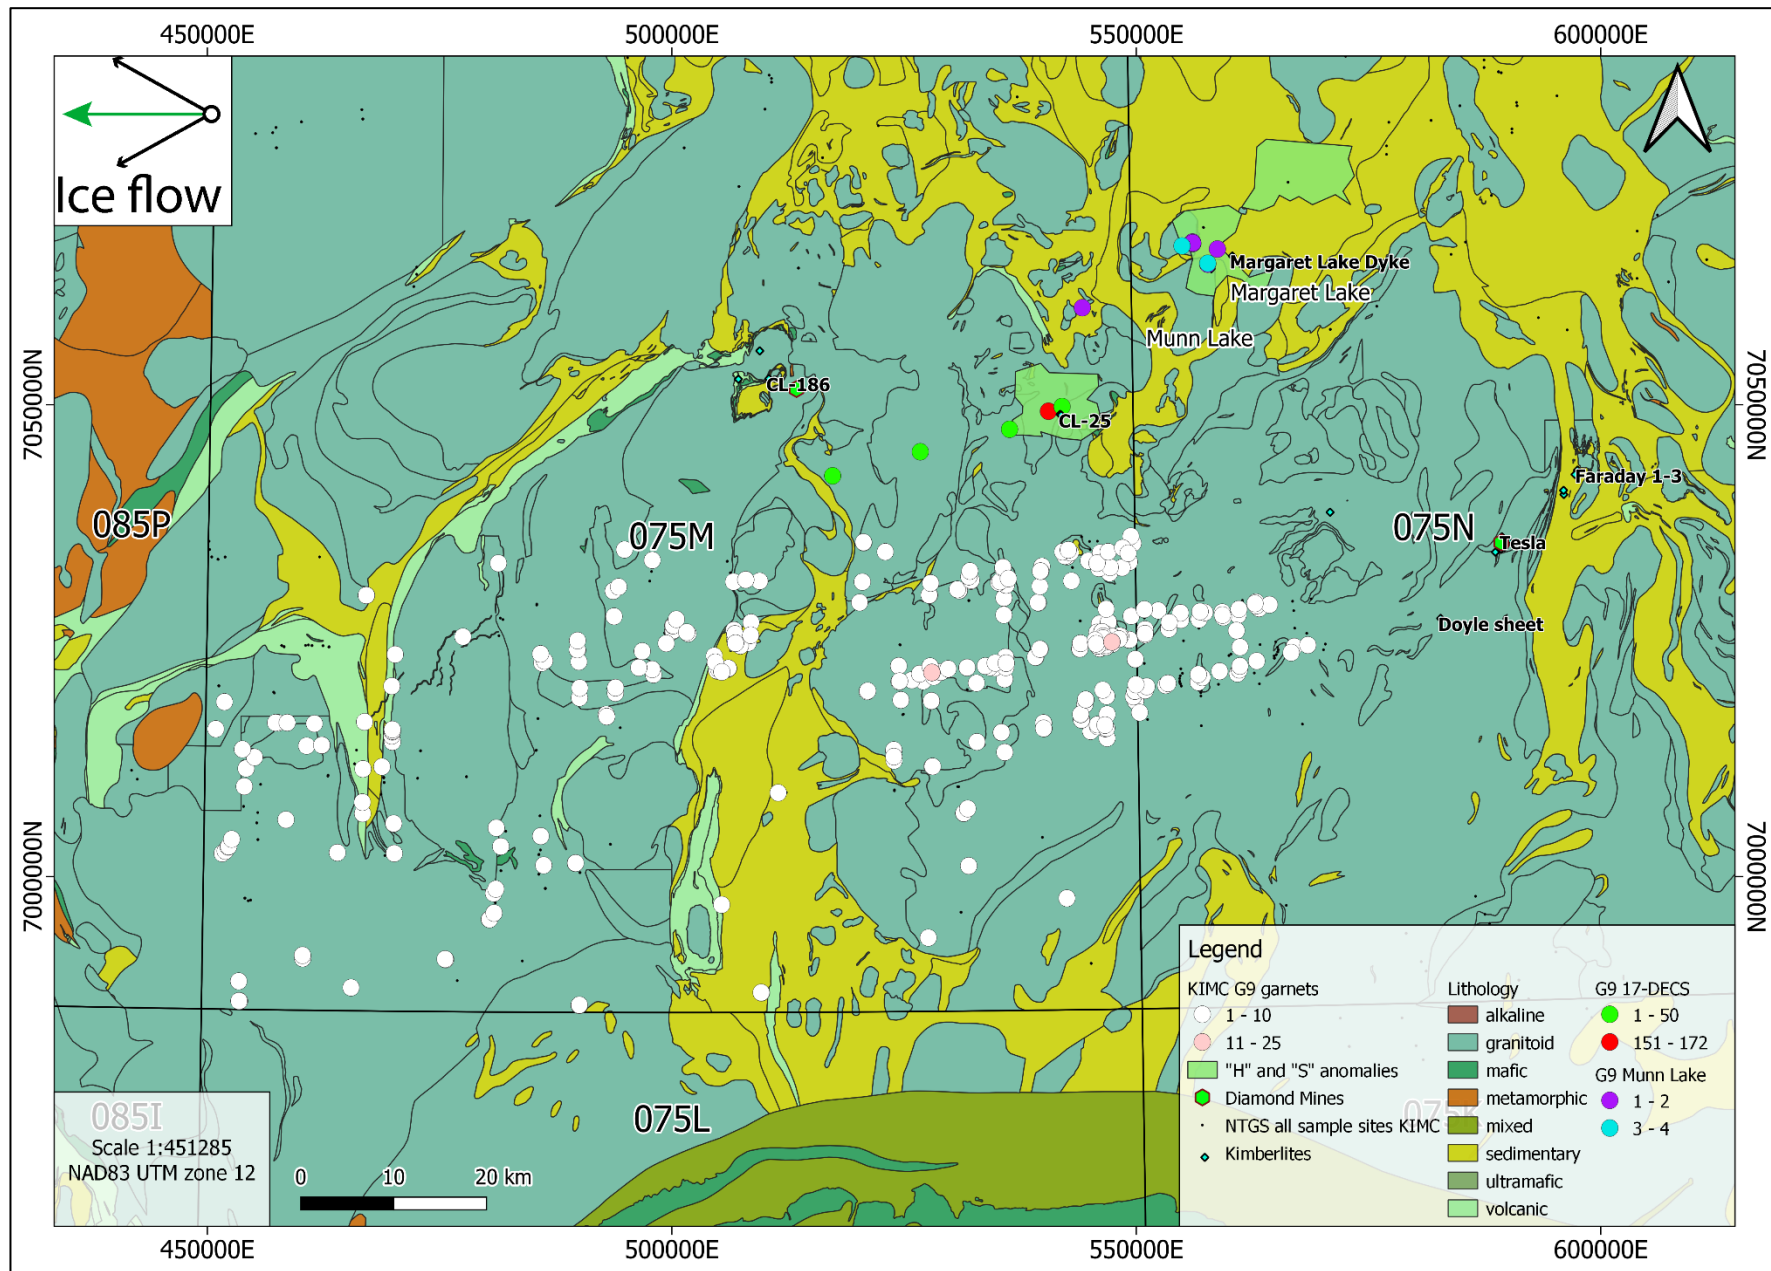 450000E 500000E 550000E 600000E
Ice flow
Margaret Lake Dyke
Margaret Lake
Munn Lake
7050000N
7050000N
CL-186
CL-25
Faraday 1-3
085P
075M
075N
Tesla
Doyle sheet
7000000N
7000000N
085I
Scale 1:451285
NAD83 UTM zone 12
0 10 20 km
075L
075K
Legend
KIMC G9 garnets
1 - 10
11 - 25
"H" and "S" anomalies
Diamond Mines
NTGS all sample sites KIMC
Kimberlites
Lithology
alkaline
granitoid
mafic
metamorphic
mixed
sedimentary
ultramafic
volcanic
G9 17-DECS
1 - 50
151 - 172
G9 Munn Lake
1 - 2
3 - 4
450000E 500000E 550000E 600000E